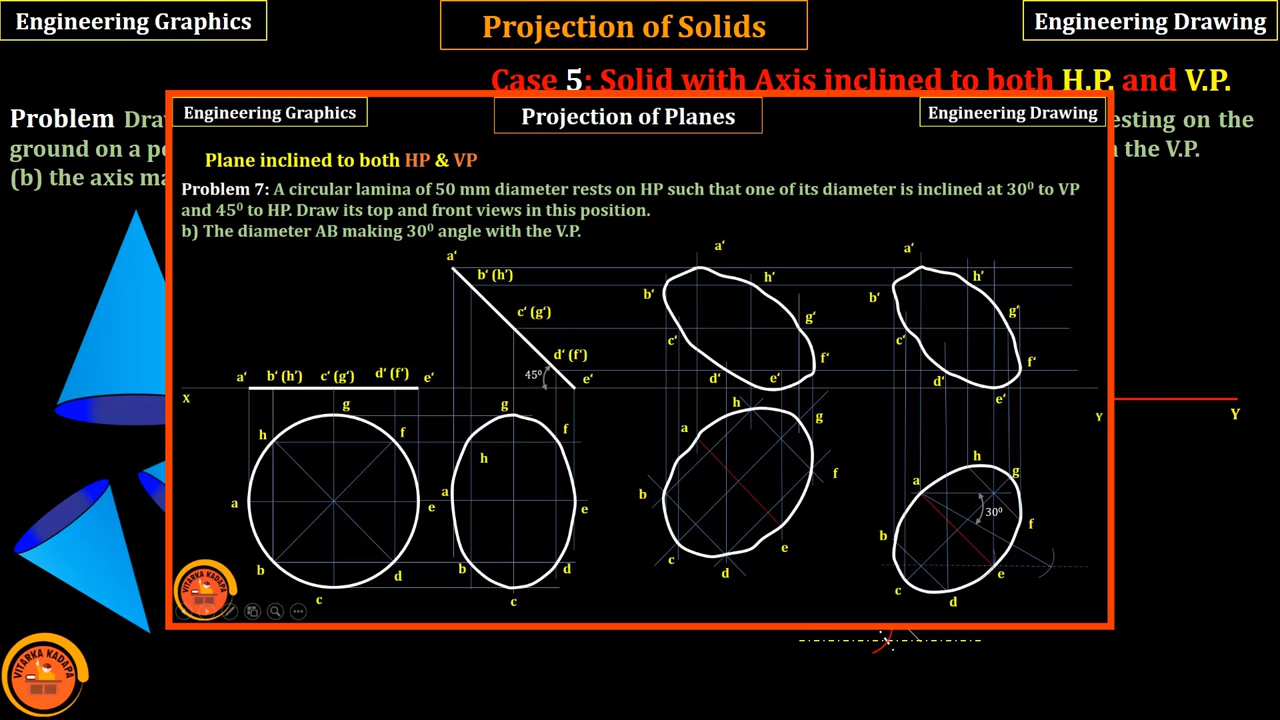 Engineering Graphics
Projection of Solids
Engineering Drawing
Case 5: Solid with Axis inclined to both H.P. and V.P.
Problem
esting on the
ground on a
the V.P.
(b) the axis
Engineering Graphics
Projection of Planes
Engineering Drawing
Plane inclined to both HP & VP
Problem 7: A circular lamina of 50 mm diameter rests on HP such that one of its diameter is inclined at 30⁰ to VP
and 45⁰ to HP. Draw its top and front views in this position.
b) The diameter AB making 30⁰ angle with the V.P.
a‘
b‘ (h’)
c‘ (g‘)
d‘ (f’)
e‘
45⁰
a‘ b‘ (h’) c‘ (g‘) d‘ (f’) e‘
X
a‘
h’
b‘
g‘
c‘
f‘
d‘
e‘
a‘
h’
b‘
g‘
c‘
f‘
d‘
e‘
Y
Y
g
h
f
a
e
b
d
c
g
f
h
a
e
b
d
c
h
g
a
f
b
e
c
d
h
g
a
30⁰
f
b
e
c
d
VITARKA KADAPA
VITARKA KADAPA